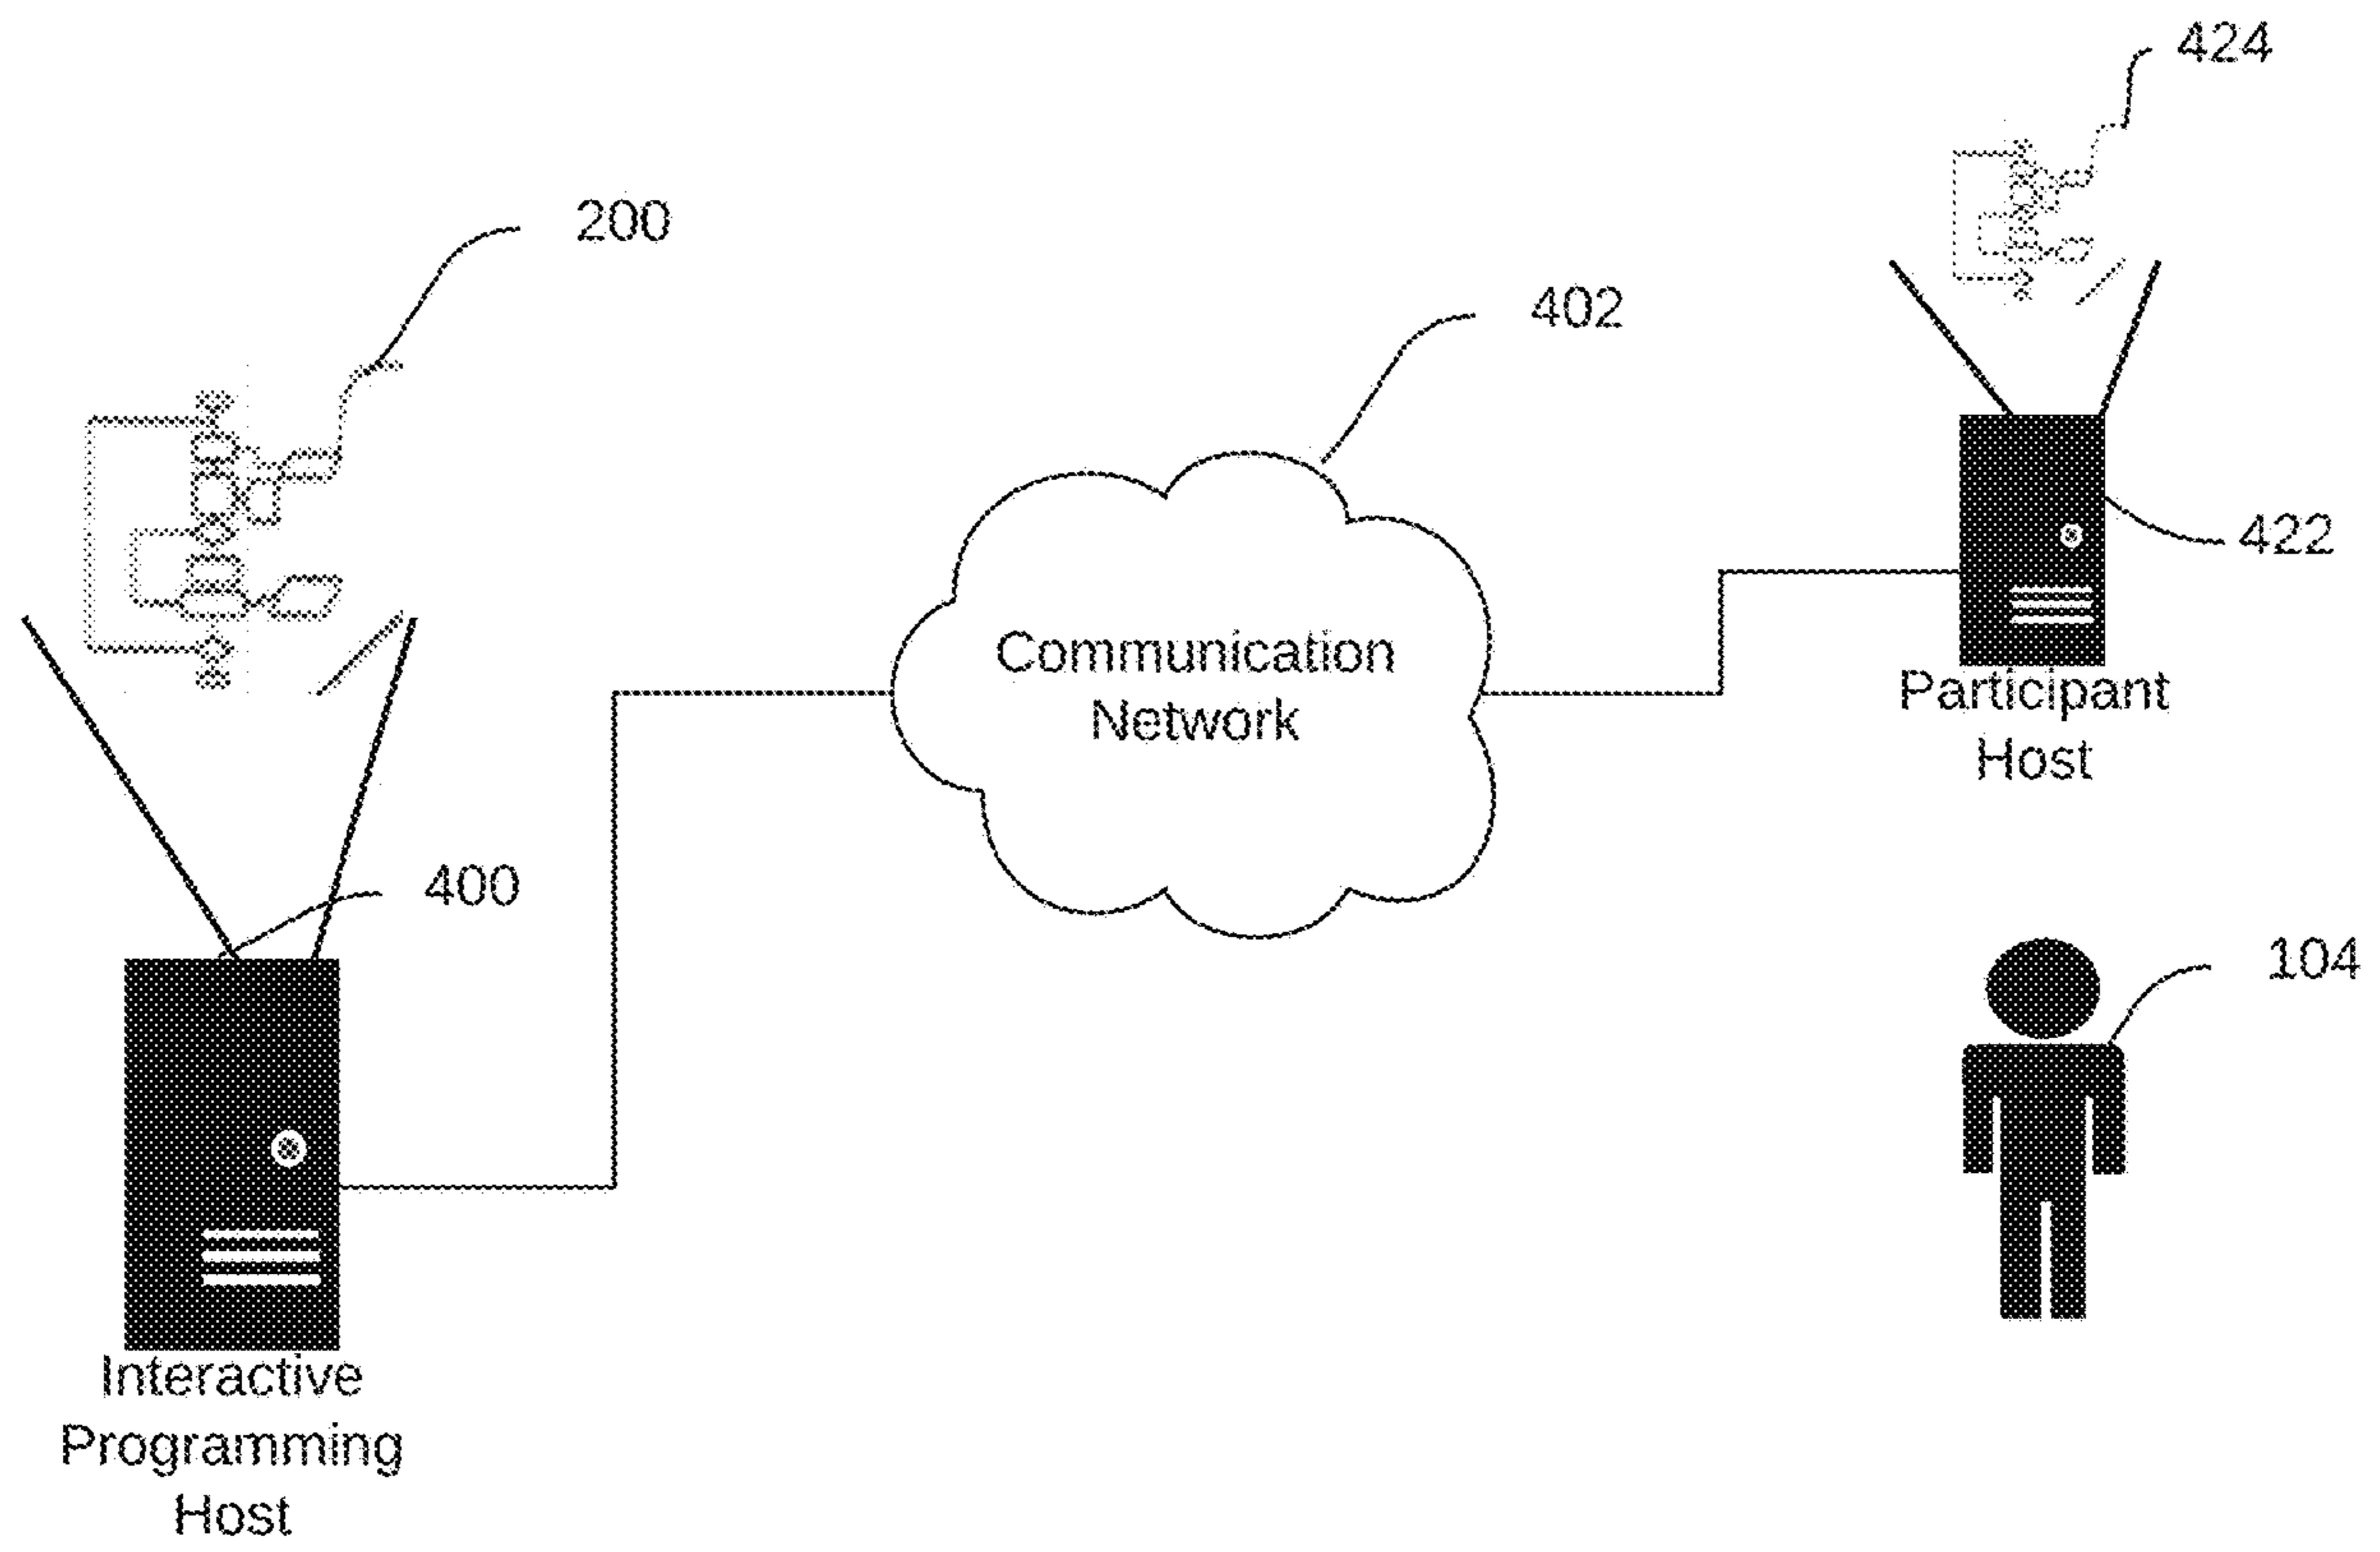 424
200
402
422
Communication
Network
Participant
Host
400
104
Interactive
Programming
Host